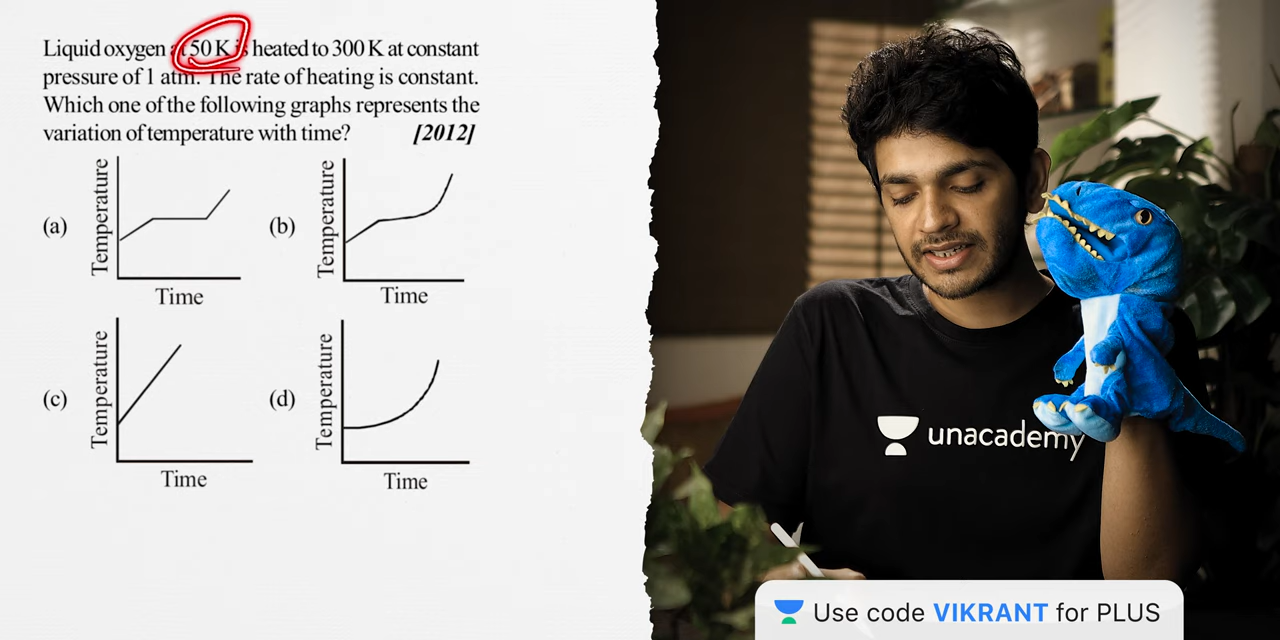 Liquid oxygen at 50 K is heated to 300 K at constant
pressure of 1 atm. The rate of heating is constant.
Which one of the following graphs represents the
variation of temperature with time? [2012]
(a) Temperature
Time
(b) Temperature
Time
(c) Temperature
Time
(d) Temperature
Time
unacademy
Use code VIKRANT for PLUS